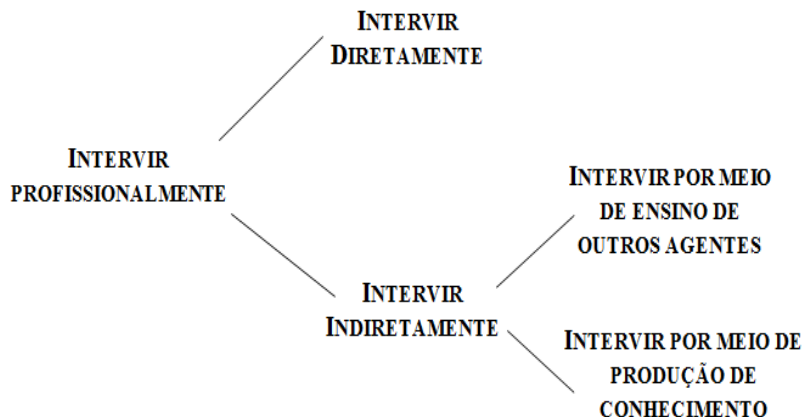 INTERVIR
DIRETAMENTE
INTERVIR
PROFISSIONALMENTE
INTERVIR POR MEIO
DE ENSINO DE
OUTROS AGENTES
INTERVIR
INDIRETAMENTE
INTERVIR POR MEIO DE
PRODUÇÃO DE
CONHECIMENTO